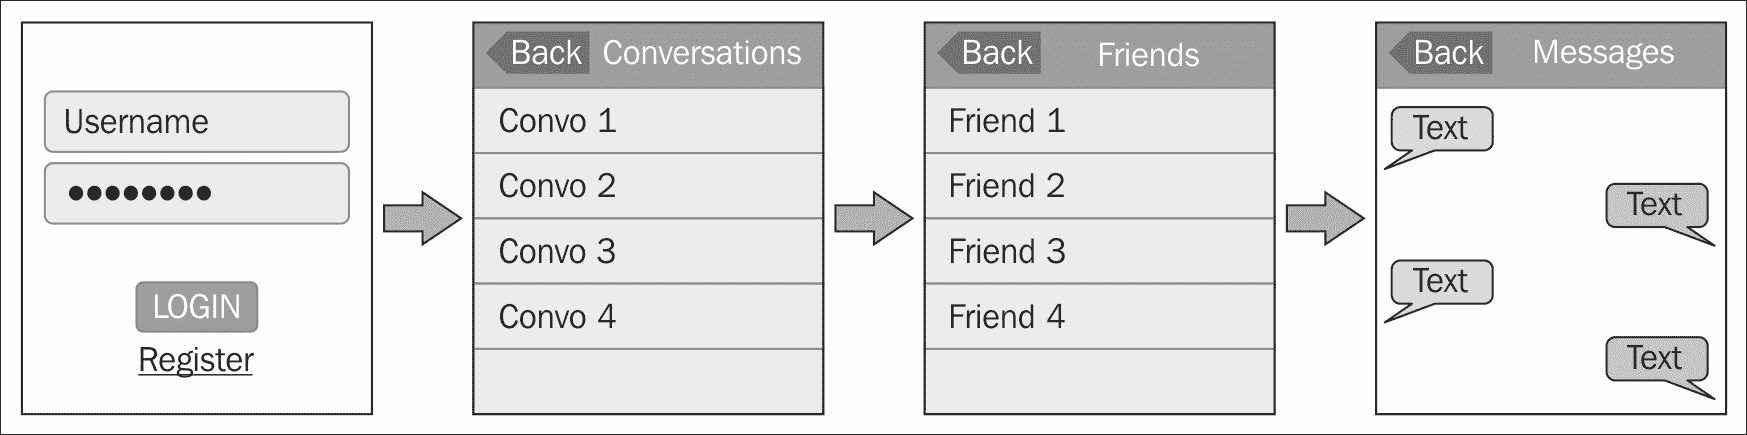 Username
●●●●●●●●
LOGIN
Register
Back Conversations
Convo 1
Convo 2
Convo 3
Convo 4
Back Friends
Friend 1
Friend 2
Friend 3
Friend 4
Back Messages
Text
Text
Text
Text